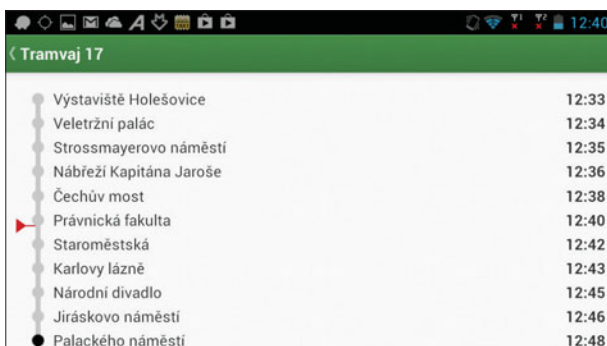 12:40
Tramvaj 17
Výstaviště Holešovice 12:33
Veletržní palác 12:34
Strossmayerovo náměstí 12:35
Nábřeží Kapitána Jaroše 12:36
Čechův most 12:38
Právnická fakulta 12:40
Staroměstská 12:42
Karlovy lázně 12:43
Národní divadlo 12:45
Jiráskovo náměstí 12:46
Palackého náměstí 12:48